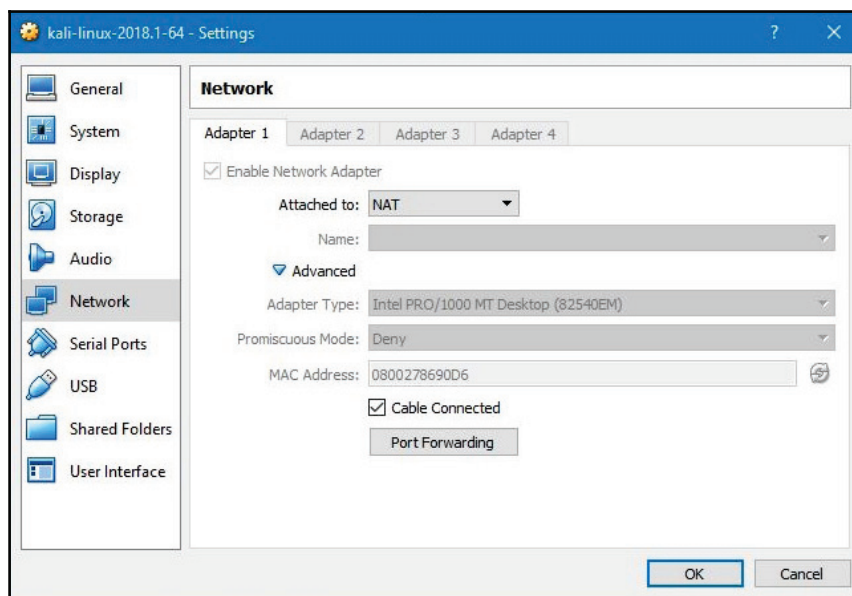 kali-linux-2018.1-64 - Settings
?
General
System
Display
Storage
Audio
Network
Serial Ports
USB
Shared Folders
User Interface
Network
Adapter 1
Adapter 2
Adapter 3
Adapter 4
Enable Network Adapter
Attached to: NAT
Name:
Advanced
Adapter Type: Intel PRO/1000 MT Desktop (82540EM)
Promiscuous Mode: Deny
MAC Address: 0800278690D6
Cable Connected
Port Forwarding
OK
Cancel